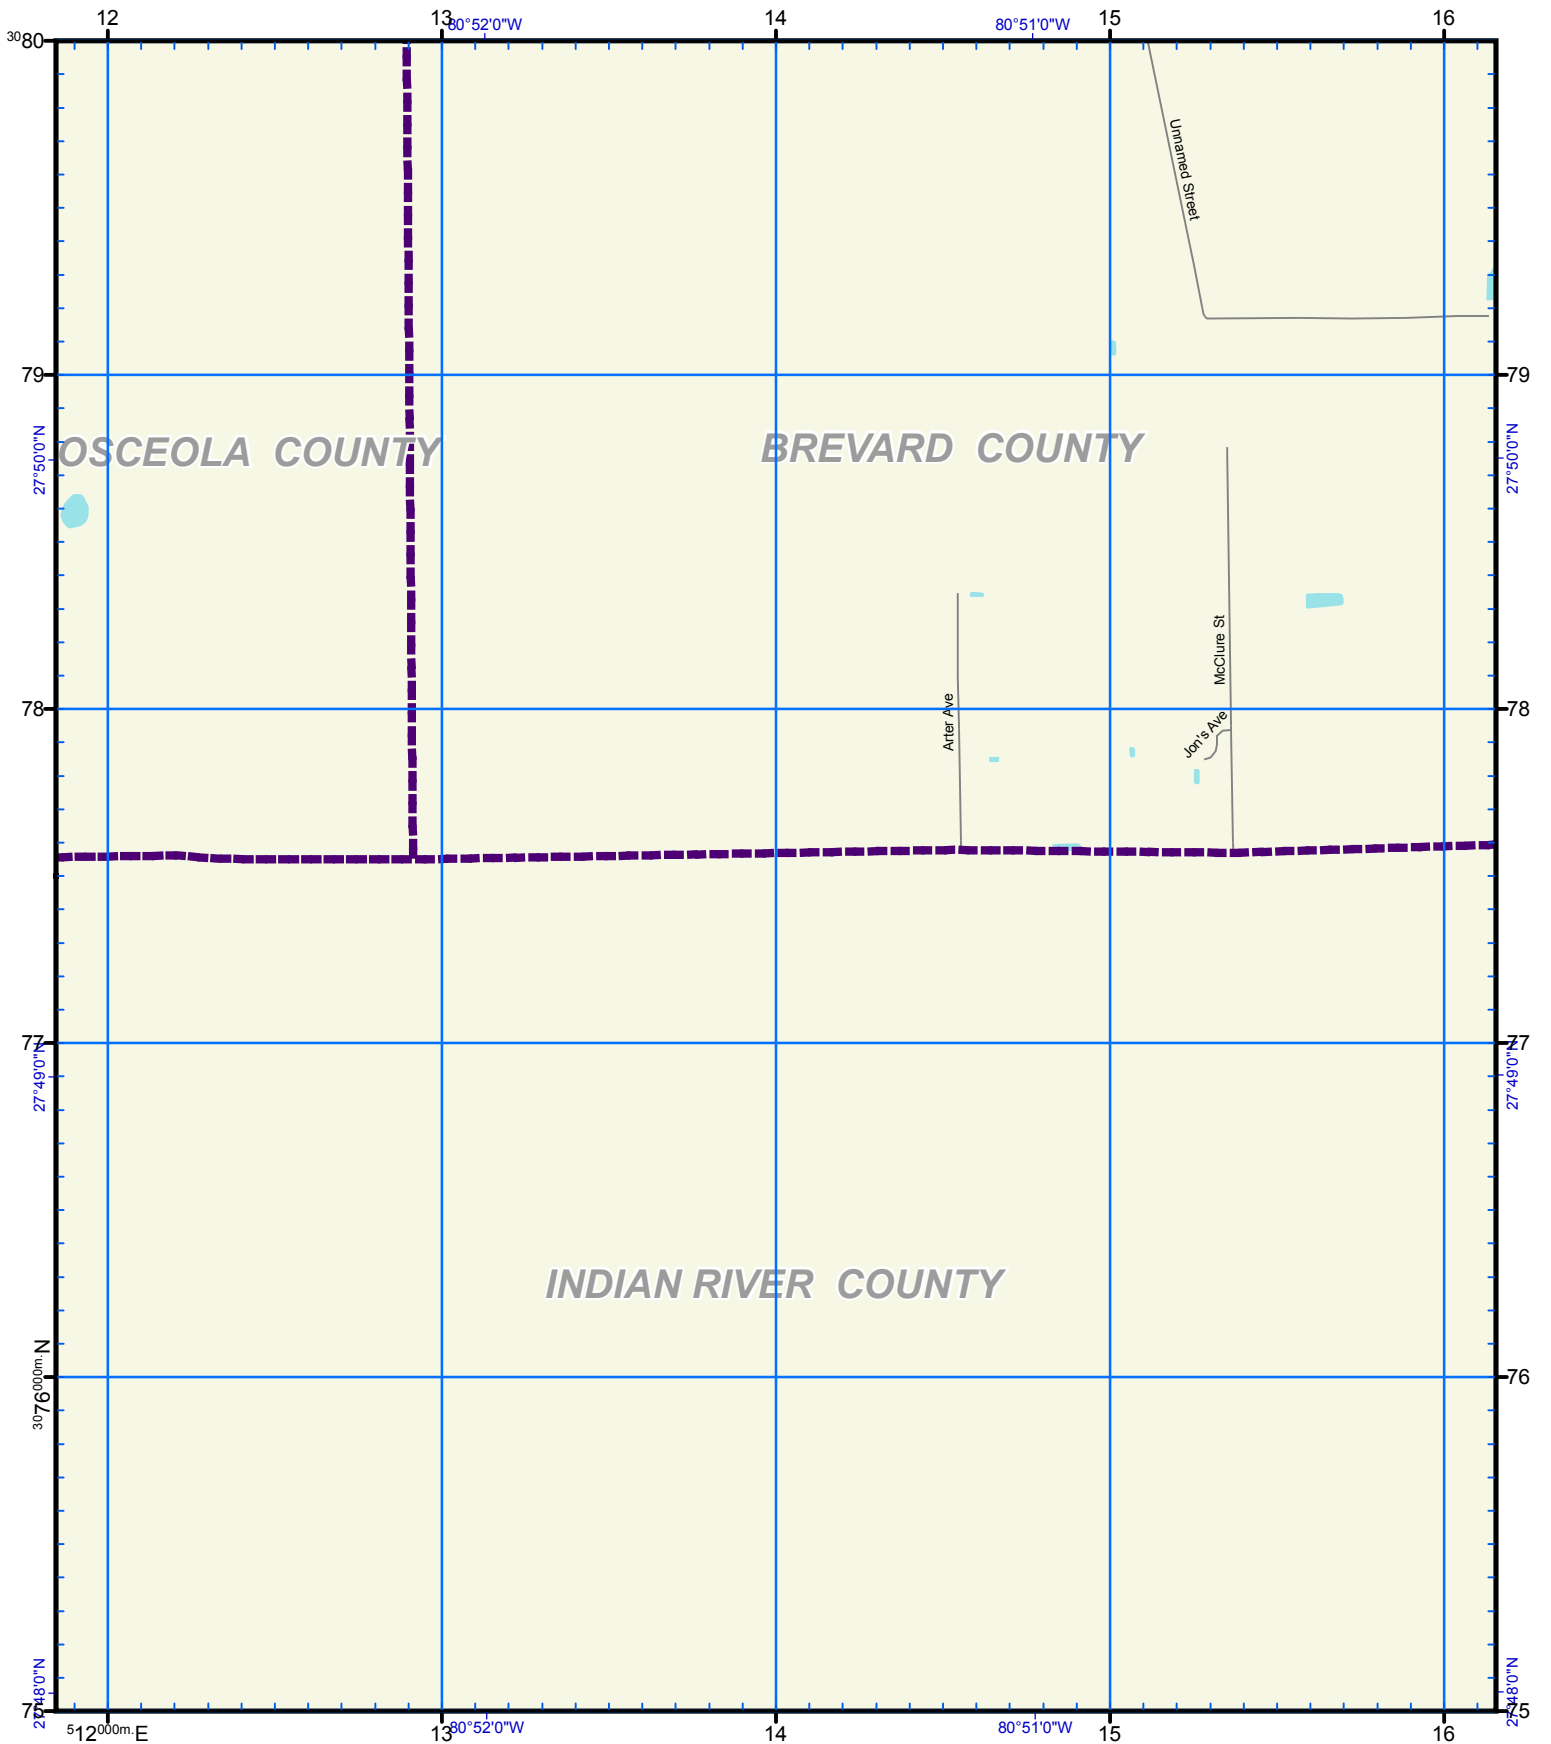 12 13 14 15 16
80°52'0"W 80°51'0"W
3080
Unnamed Street
79 79
OSCEOLA COUNTY
BREVARD COUNTY
27°50'0"N 27°50'0"N
McClure St
78 78
Arter Ave
Jon's Ave
77 77
27°49'0"N 27°49'0"N
INDIAN RIVER COUNTY
3076000m.N 76
27°48'0"N 27°48'0"N
75 75
512000m.E 13 14 15 16
80°52'0"W 80°51'0"W